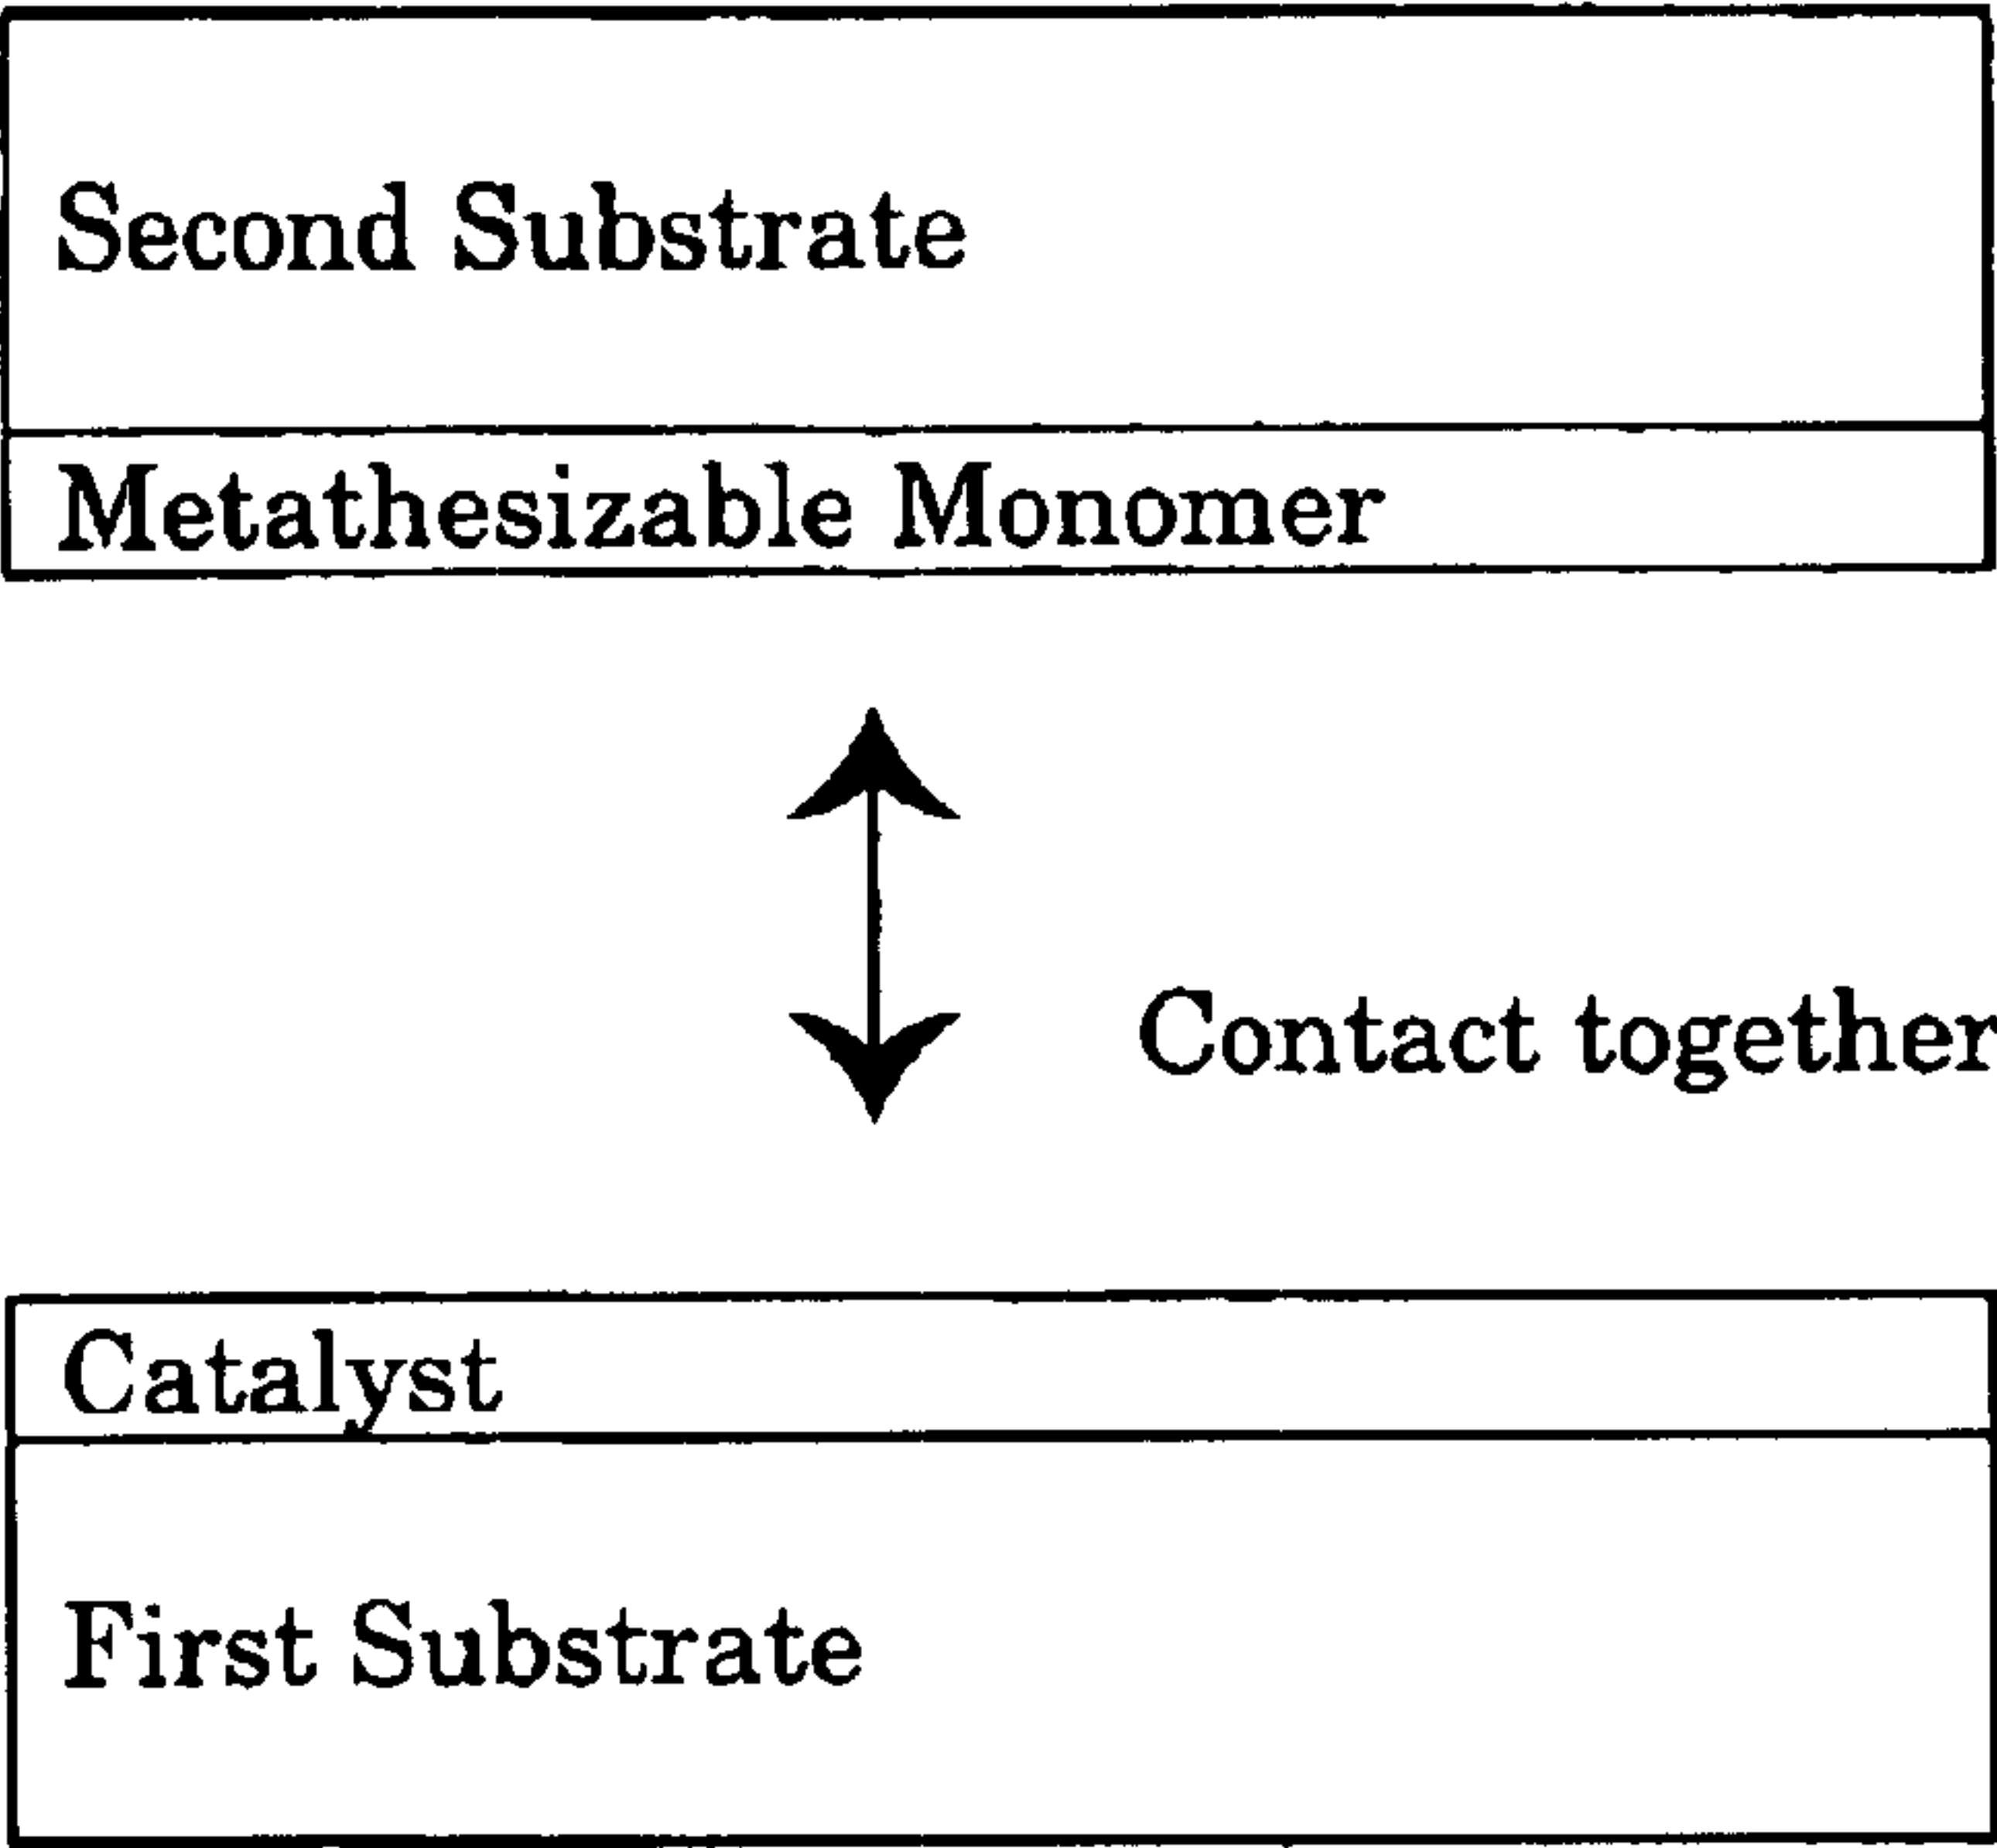 Second Substrate
Metathesizable Monomer
Contact together
Catalyst
First Substrate